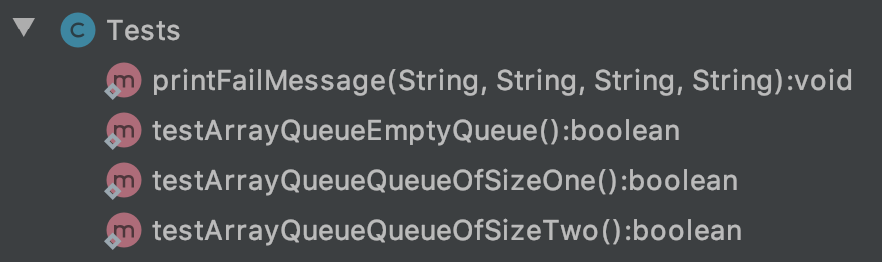 C Tests
m printFailMessage(String, String, String, String):void
m testArrayQueueEmptyQueue():boolean
m testArrayQueueQueueOfSizeOne():boolean
m testArrayQueueQueueOfSizeTwo():boolean